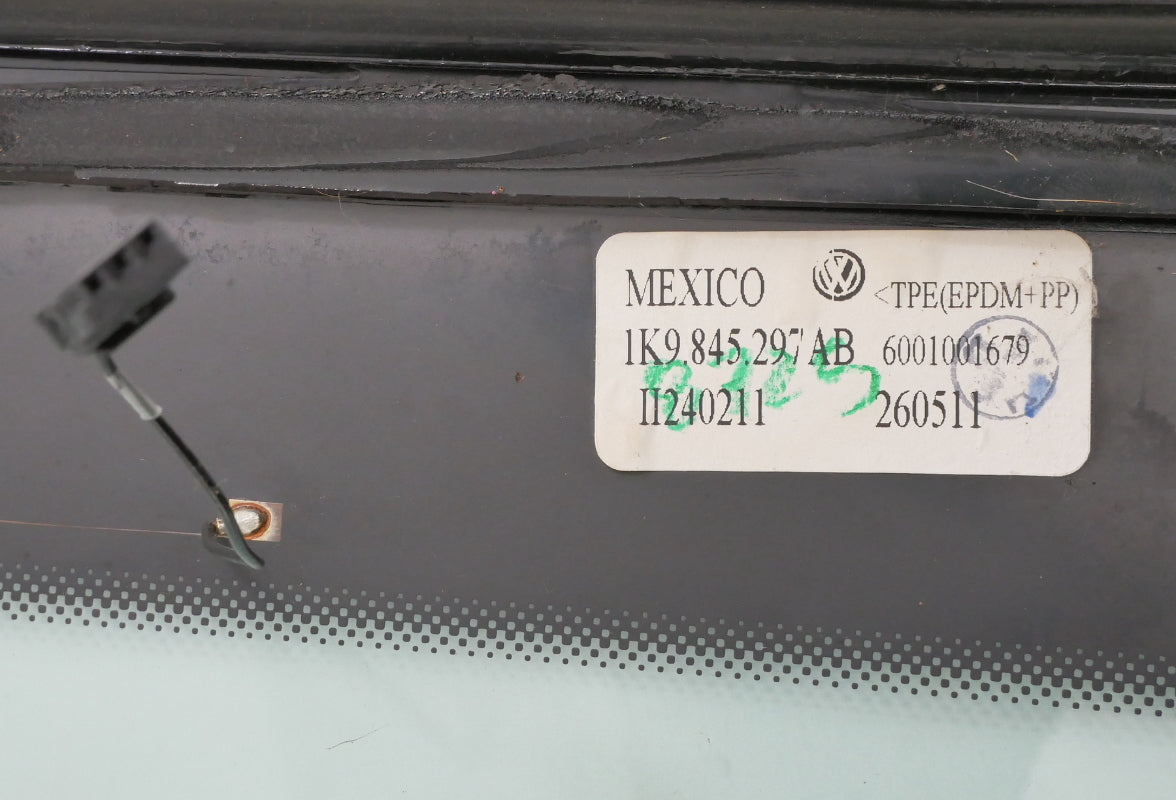 MEXICO <TPE(EPDM+PP)
1K9.845.297 AB 6001001679
II240211 260511